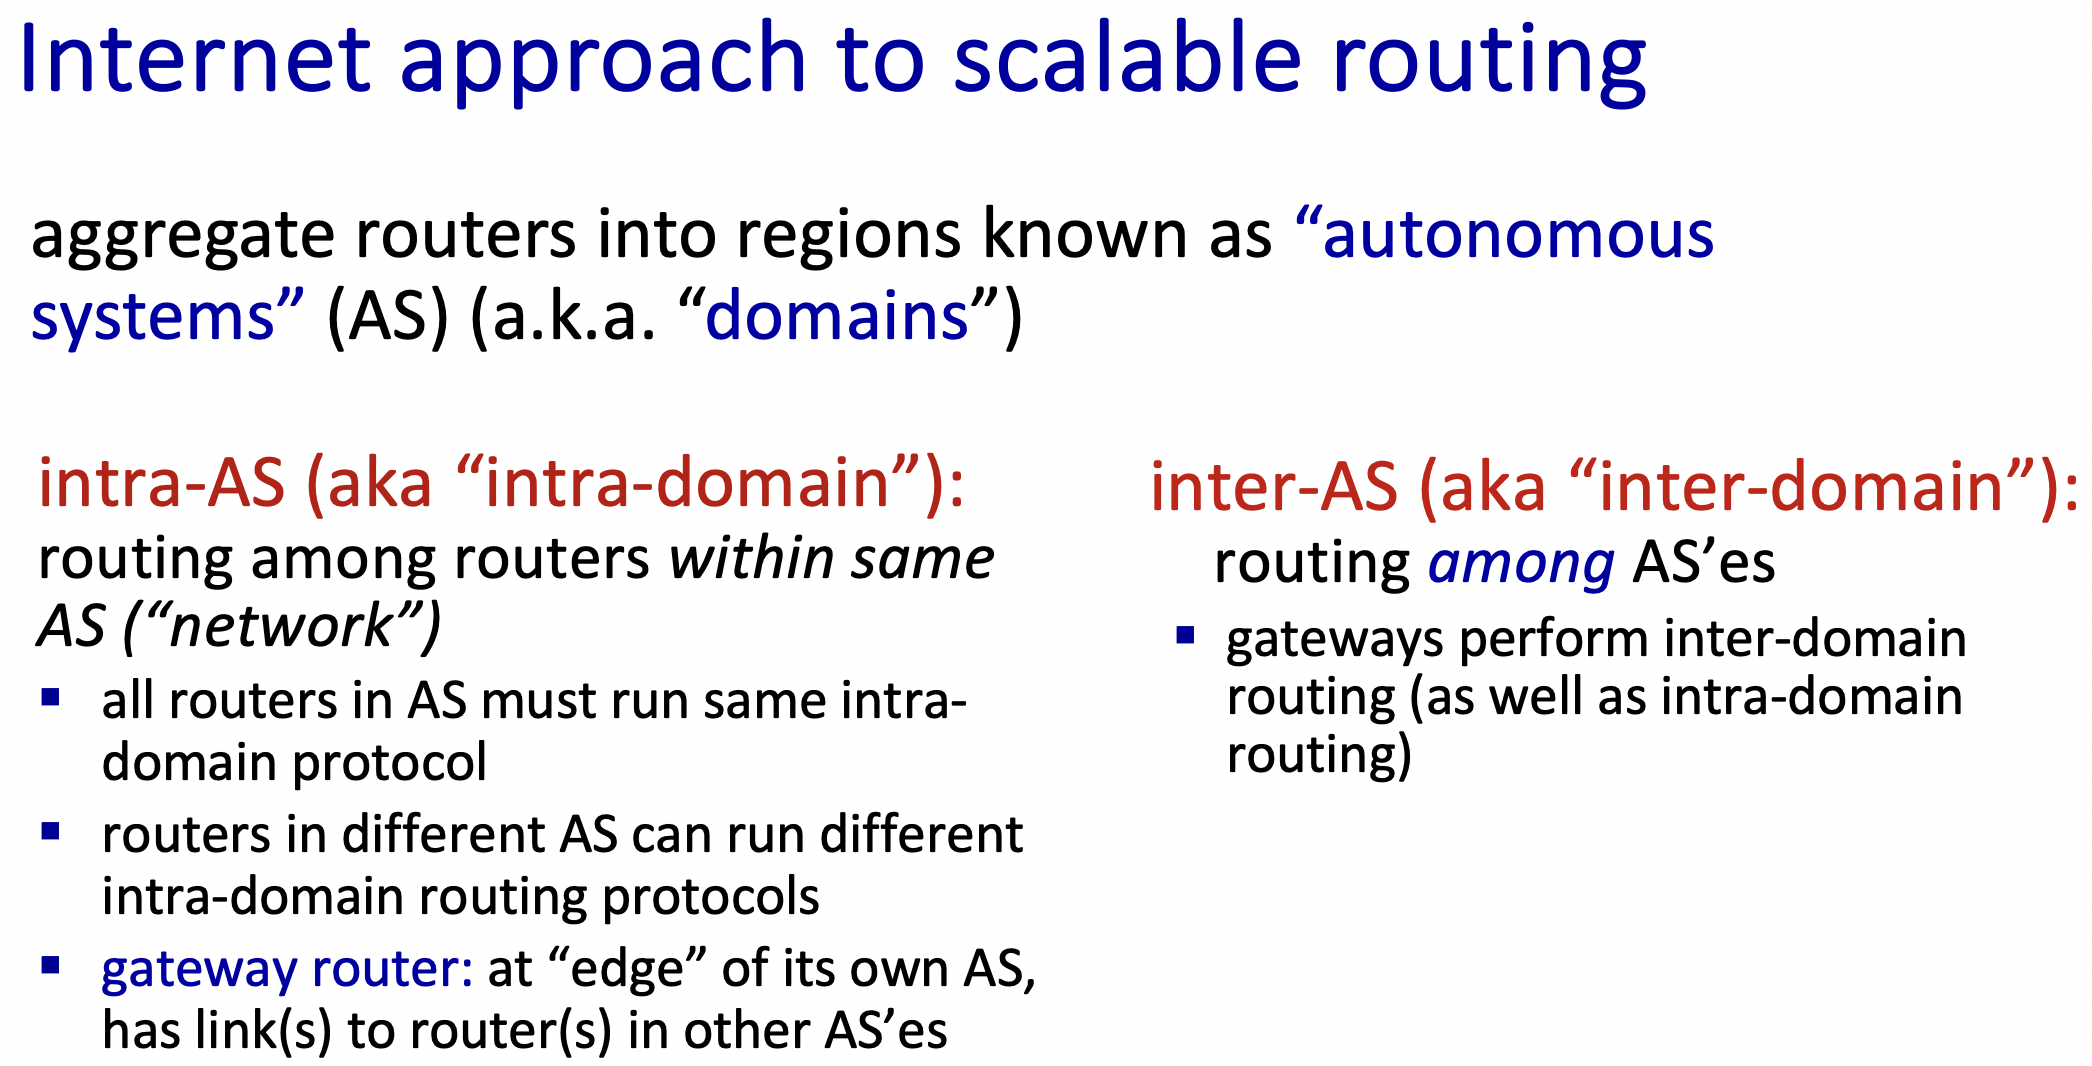 Internet approach to scalable routing
aggregate routers into regions known as “autonomous
systems” (AS) (a.k.a. “domains”)
intra-AS (aka “intra-domain”):
routing among routers within same
AS (“network”)
▪ all routers in AS must run same intra-
domain protocol
▪ routers in different AS can run different
intra-domain routing protocols
▪ gateway router: at “edge” of its own AS,
has link(s) to router(s) in other AS’es
inter-AS (aka “inter-domain”):
routing among AS’es
▪ gateways perform inter-domain
routing (as well as intra-domain
routing)